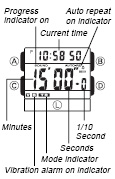 Progress
indicator on
Auto repeat
on indicator
Current time
P 10:58 50
A
B
C
D
15'00"-0
L
Minutes
1/10
Second
Seconds
Mode indicator
Vibration alarm on indicator